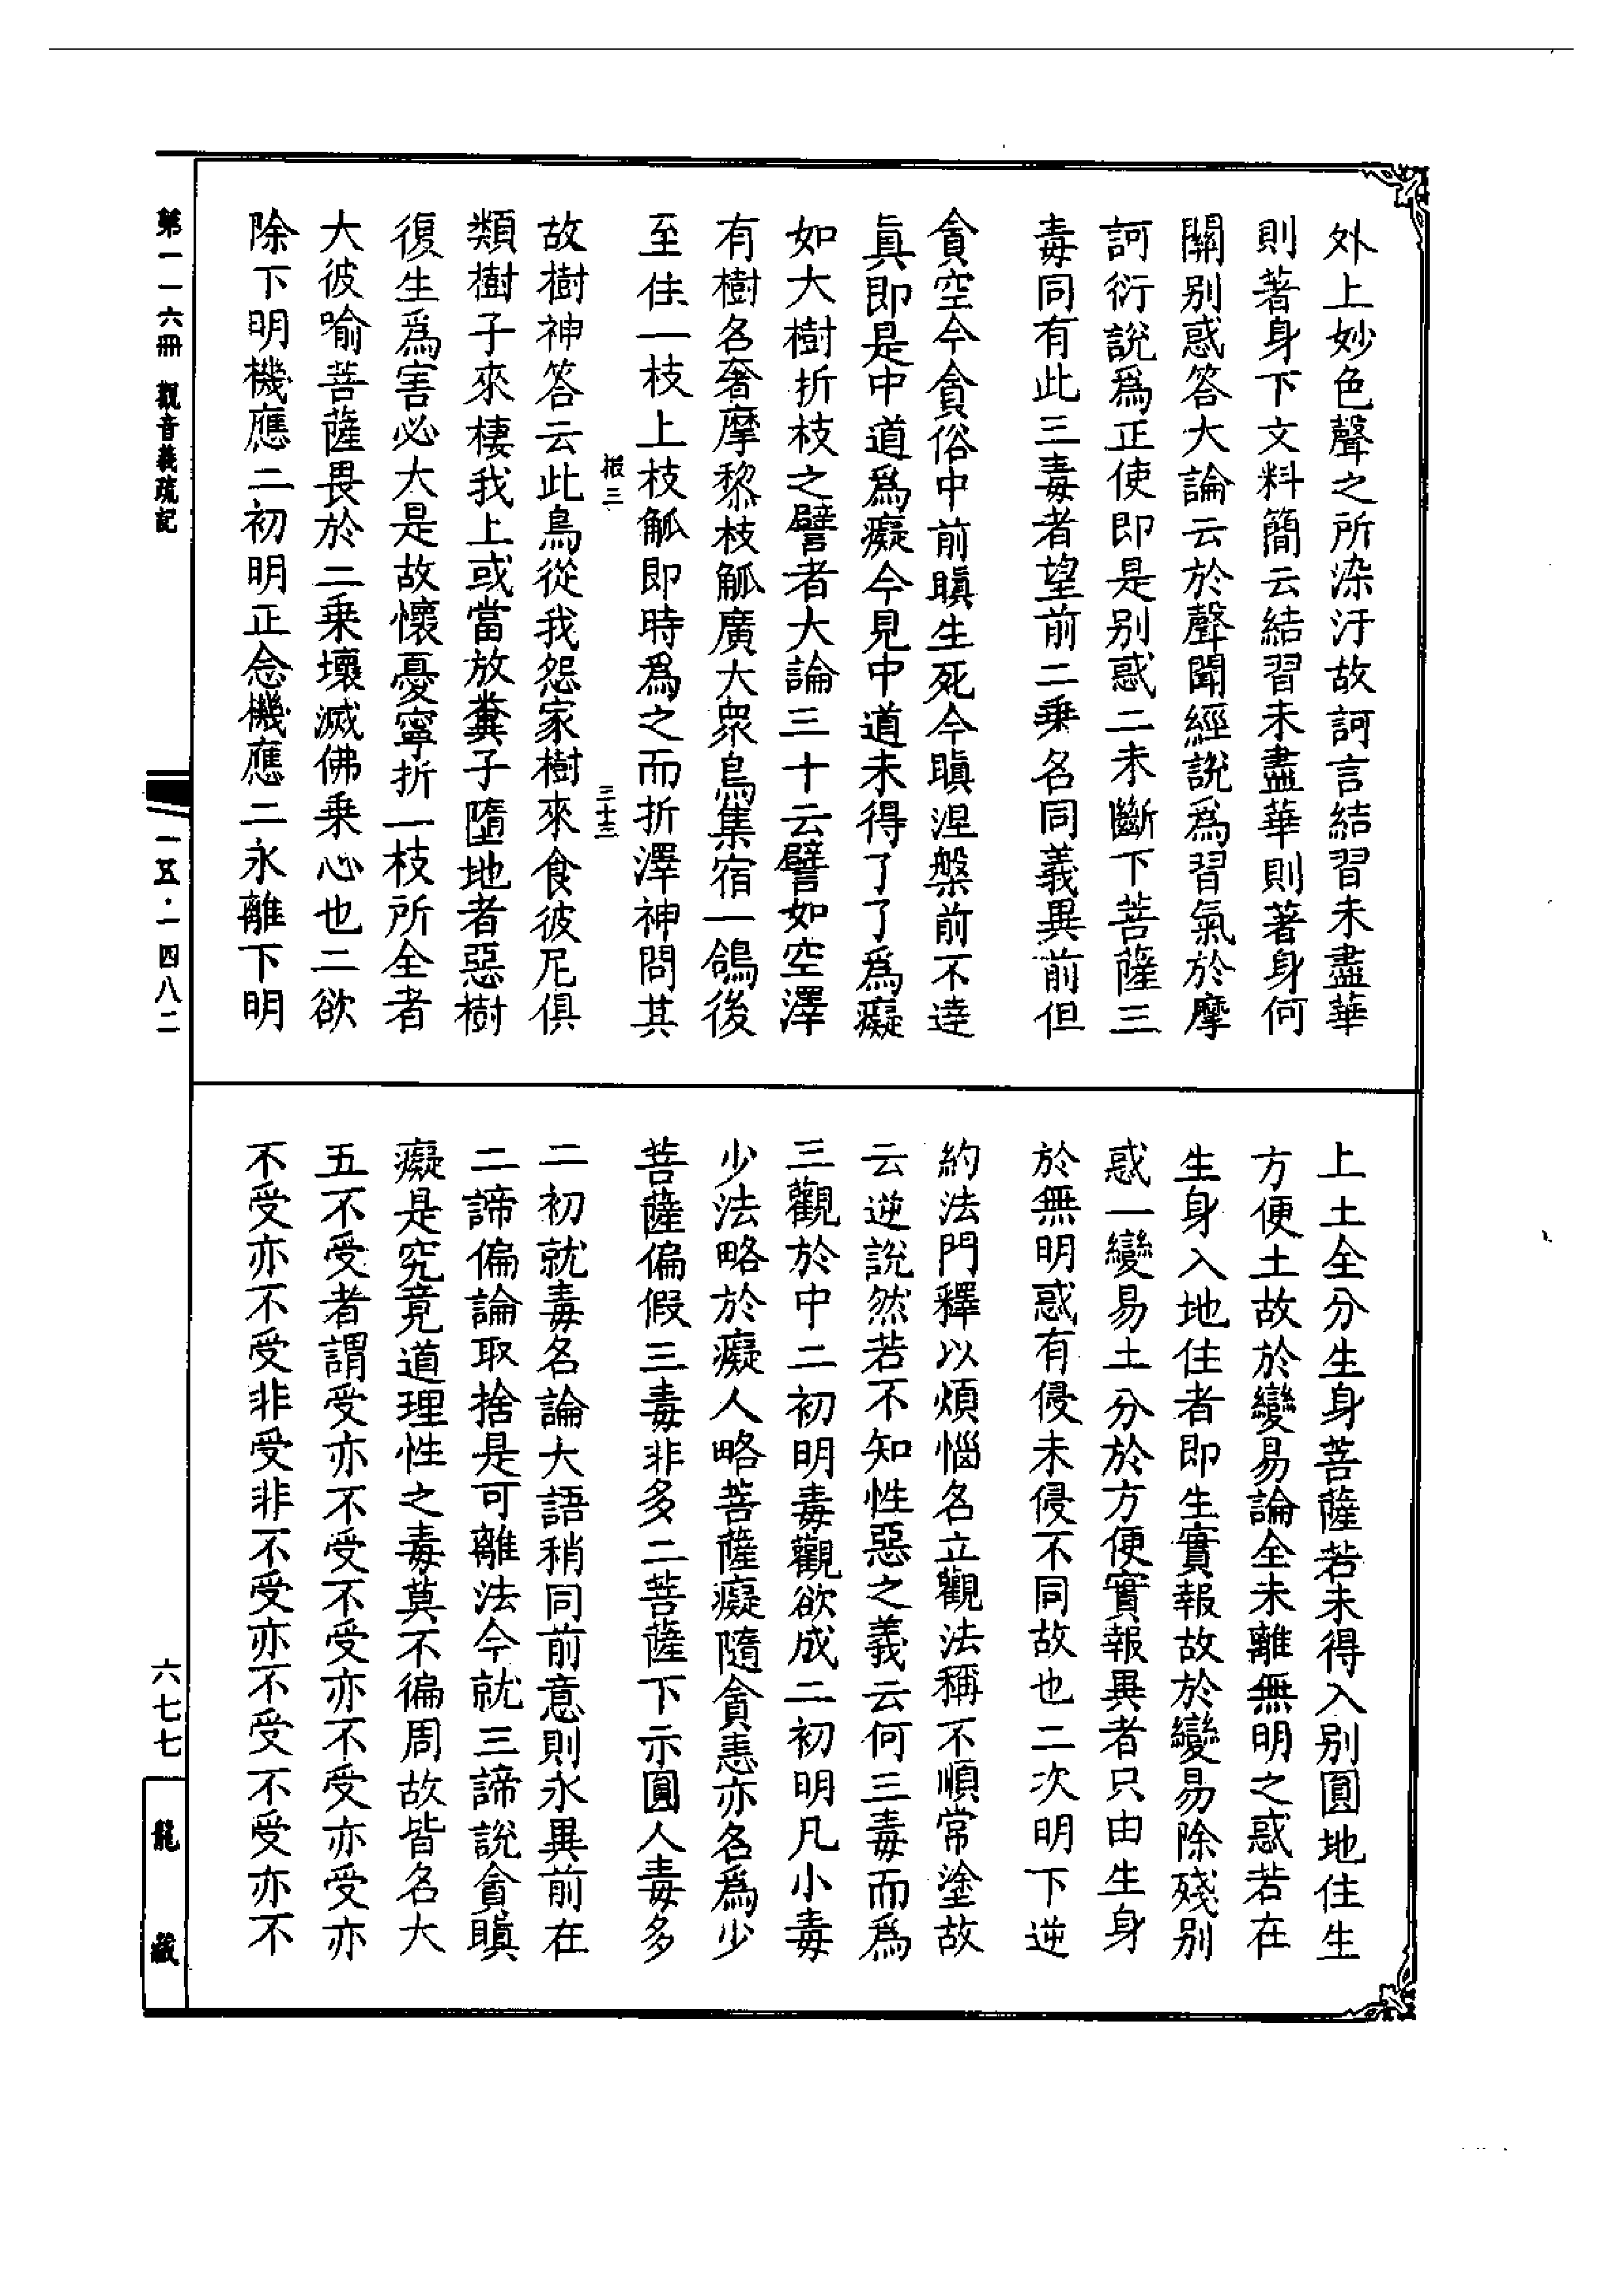 外上妙色聲之所染汙故訶言結習未盡華
則著身下文料簡云結習未盡華則著身何
關别惑答大論云於聲聞經說爲習氣於摩
訶衍說爲正使即是别惑二未斷下菩薩三
毒同有此三毒者望前二乗名同義異前但
貪空今貪俗中前瞋生死今瞋涅槃前不逹
眞即是中道爲癡今見中道未得了了爲癡
如大樹折枝之譬者大論三十云譬如空澤
有樹名奢摩黎枝觚廣大衆鳥集宿一鴿後
至住一枝上枝觚即時爲之而折澤神問其
三十三
故樹神答云此鳥從我怨家樹來食彼尼俱
類樹子來棲我上或當放糞子墮地者惡樹
復生爲害必大是故懷憂寧折一枝所全者
大彼喻菩薩畏於二乗壞滅佛乗心也二欲
除下明機應二初明正念機應二永離下明
上土全分生身菩薩若未得入别圓地住生
方便土故於變易論全未離無明之惑若在
生身入地住者即生實報故於變易除殘别
惑一變易土分於方便實報異者只由生身
於無明惑有侵未侵不同故也二次明下逆
約法門釋以煩惱名立觀法稱不順常塗故
云逆說然若不知性惡之義云何三毒而爲
三觀於中二初明毒觀欲成二初明凡小毒
少法略於癡人略菩薩癡隨貪恚亦名爲少
菩薩偏假三毒非多二菩薩下示圓人毒多
二初就毒名論大語稍同前意則永異前在
二諦偏論取捨是可離法今就三諦說貪瞋
癡是究竟道理性之毒莫不徧周故皆名大
五不受者謂受亦不受不受亦不受亦受亦
不受亦不受非受非不受亦不受不受亦不
第一一六冊 觀音義疏記
一五·一四八二
六七七
龍藏